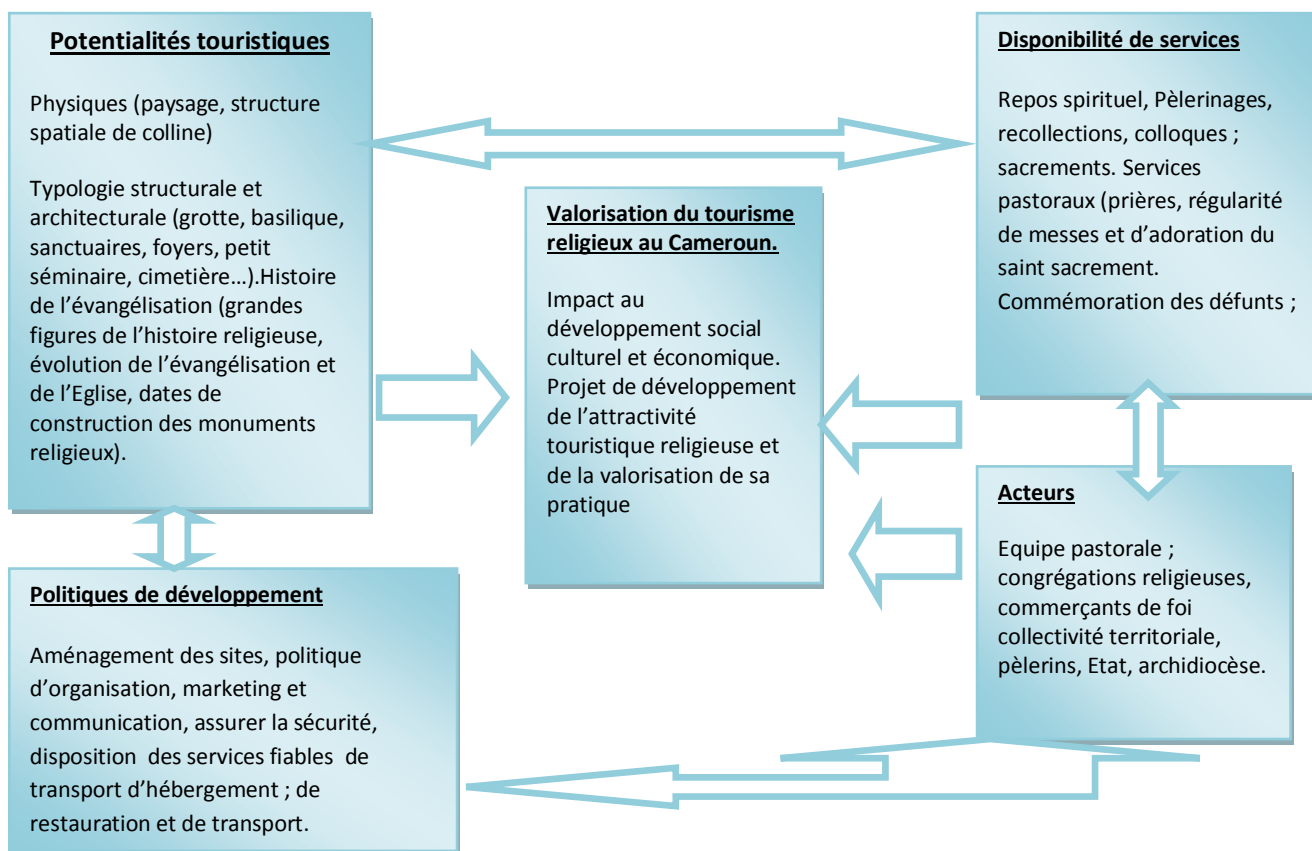 Potentialités touristiques
Physiques (paysage, structure
spatiale de colline)
Typologie structurale et
architecturale (grotte, basilique,
sanctuaires, foyers, petit
séminaire, cimetière…).Histoire
de l’évangélisation (grandes
figures de l’histoire religieuse,
évolution de l’évangélisation et
de l’Eglise, dates de
construction des monuments
religieux).
Disponibilité de services
Repos spirituel, Pèlerinages,
recollections, colloques ;
sacrements. Services
pastoraux (prières, régularité
de messes et d’adoration du
saint sacrement.
Commémoration des défunts ;
Valorisation du tourisme
religieux au Cameroun.
Impact au
développement social
culturel et économique.
Projet de développement
de l’attractivité
touristique religieuse et
de la valorisation de sa
pratique
Acteurs
Equipe pastorale ;
congrégations religieuses,
commerçants de foi
collectivité territoriale,
pèlerins, Etat, archidiocèse.
Politiques de développement
Aménagement des sites, politique
d’organisation, marketing et
communication, assurer la sécurité,
disposition des services fiables de
transport d’hébergement ; de
restauration et de transport.